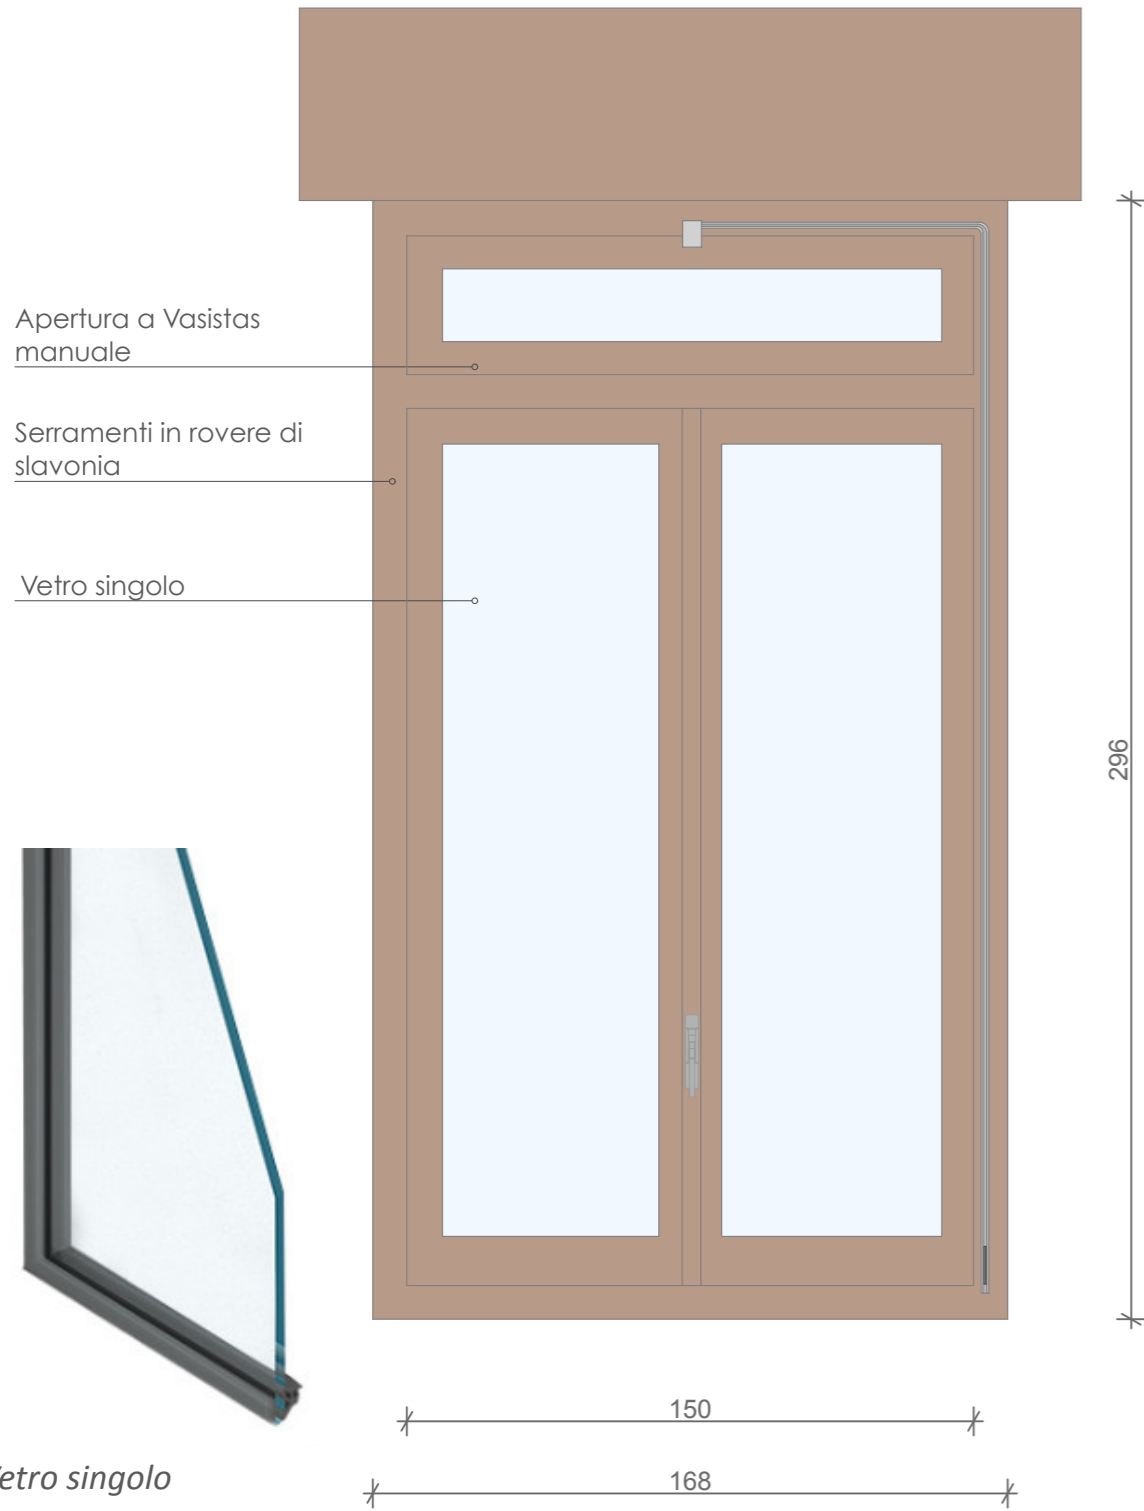 Apertura a Vasistas
manuale
Serramenti in rovere di
slavonia
Vetro singolo
296
150
168
etro singolo